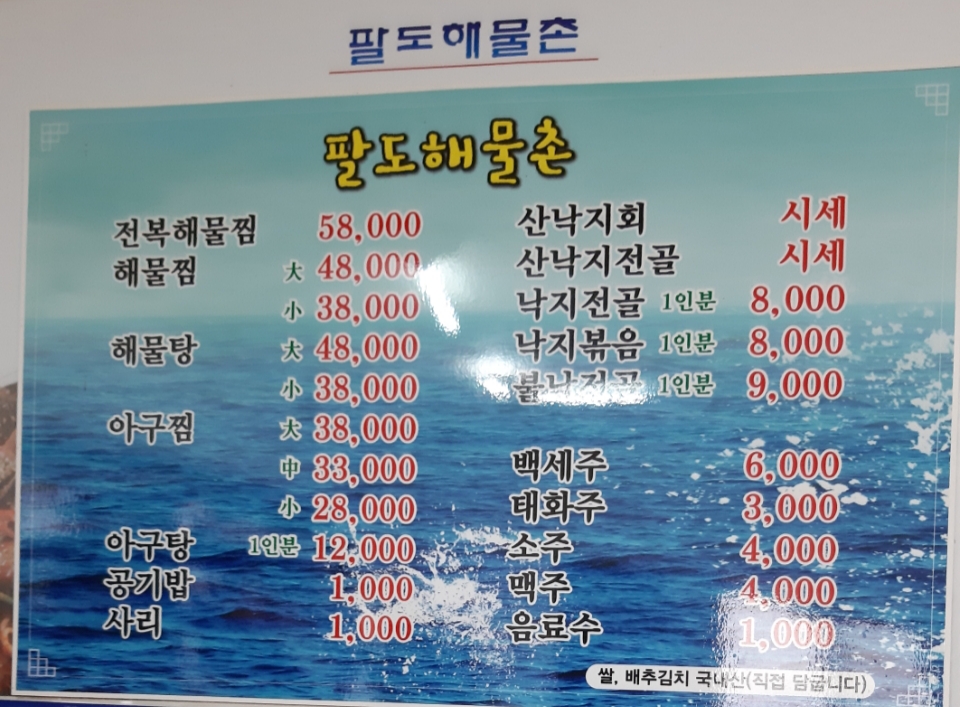 팔도해물촌
팔도해물촌
전복해물찜 58,000
해물찜 大 48,000
小 38,000
해물탕 大 48,000
小 38,000
아구찜 大 38,000
中 33,000
小 28,000
아구탕 1인분 12,000
공기밥 1,000
사리 1,000
산낙지회 시세
산낙지전골 시세
낙지전골 1인분 8,000
낙지볶음 1인분 8,000
불낙전골 1인분 9,000
백세주 6,000
태화주 3,000
소주 4,000
맥주 4,000
음료수 1,000
쌀, 배추김치 국내산(직접 담굽니다)